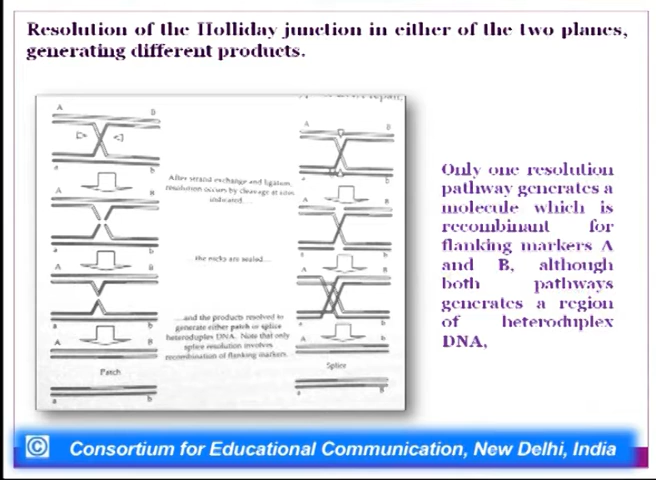 Resolution of the Holliday junction in either of the two planes,
generating different products.
A B A B
a b a b
After strand exchange and ligation,
resolution occurs by cleavage at sites
indicated....
A B A B
a b a b
...the nicks are sealed...
A B A B
a b a b
....and the products resolved to
generate either patch or splice
heteroduplex DNA. Note that only
splice resolution involves
recombination of flanking markers.
A B A b
Patch Splice
a b a B
Only one resolution
pathway generates a
molecule which is
recombinant for
flanking markers A
and B, although
both pathways
generates a region
of heteroduplex
DNA,
© Consortium for Educational Communication, New Delhi, India